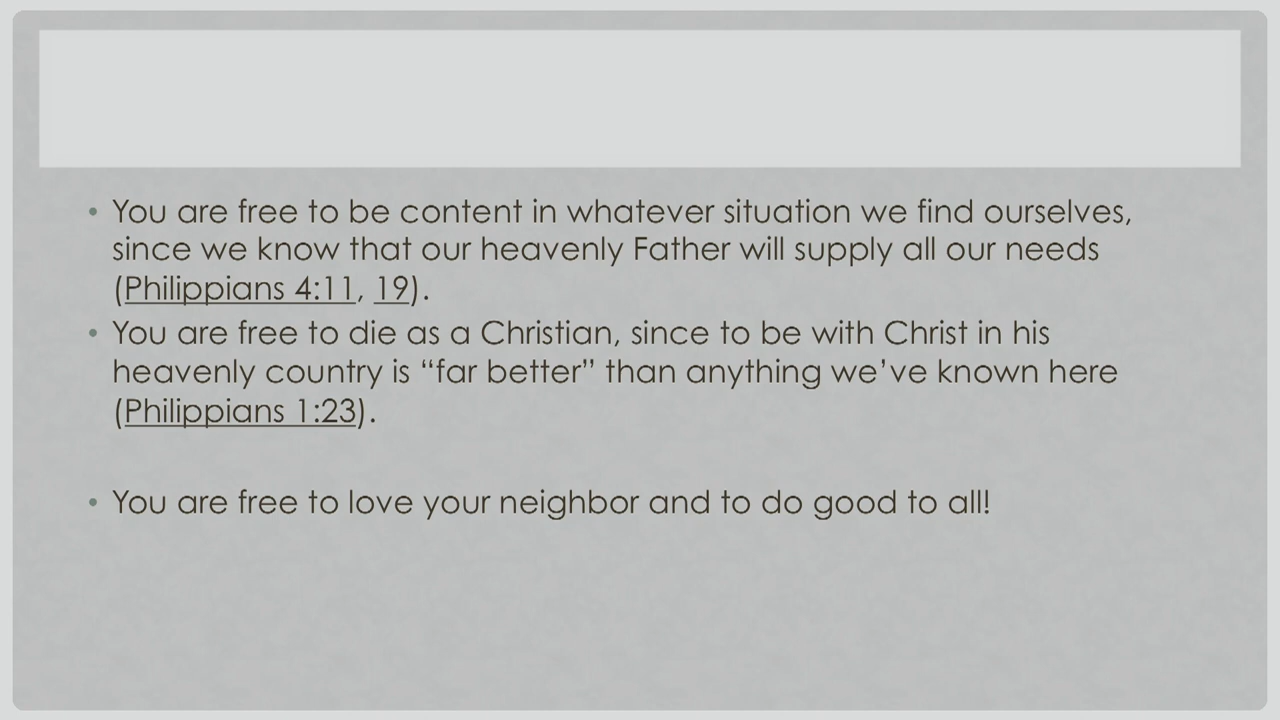 • You are free to be content in whatever situation we find ourselves,
since we know that our heavenly Father will supply all our needs
(Philippians 4:11, 19).
• You are free to die as a Christian, since to be with Christ in his
heavenly country is “far better” than anything we’ve known here
(Philippians 1:23).
• You are free to love your neighbor and to do good to all!